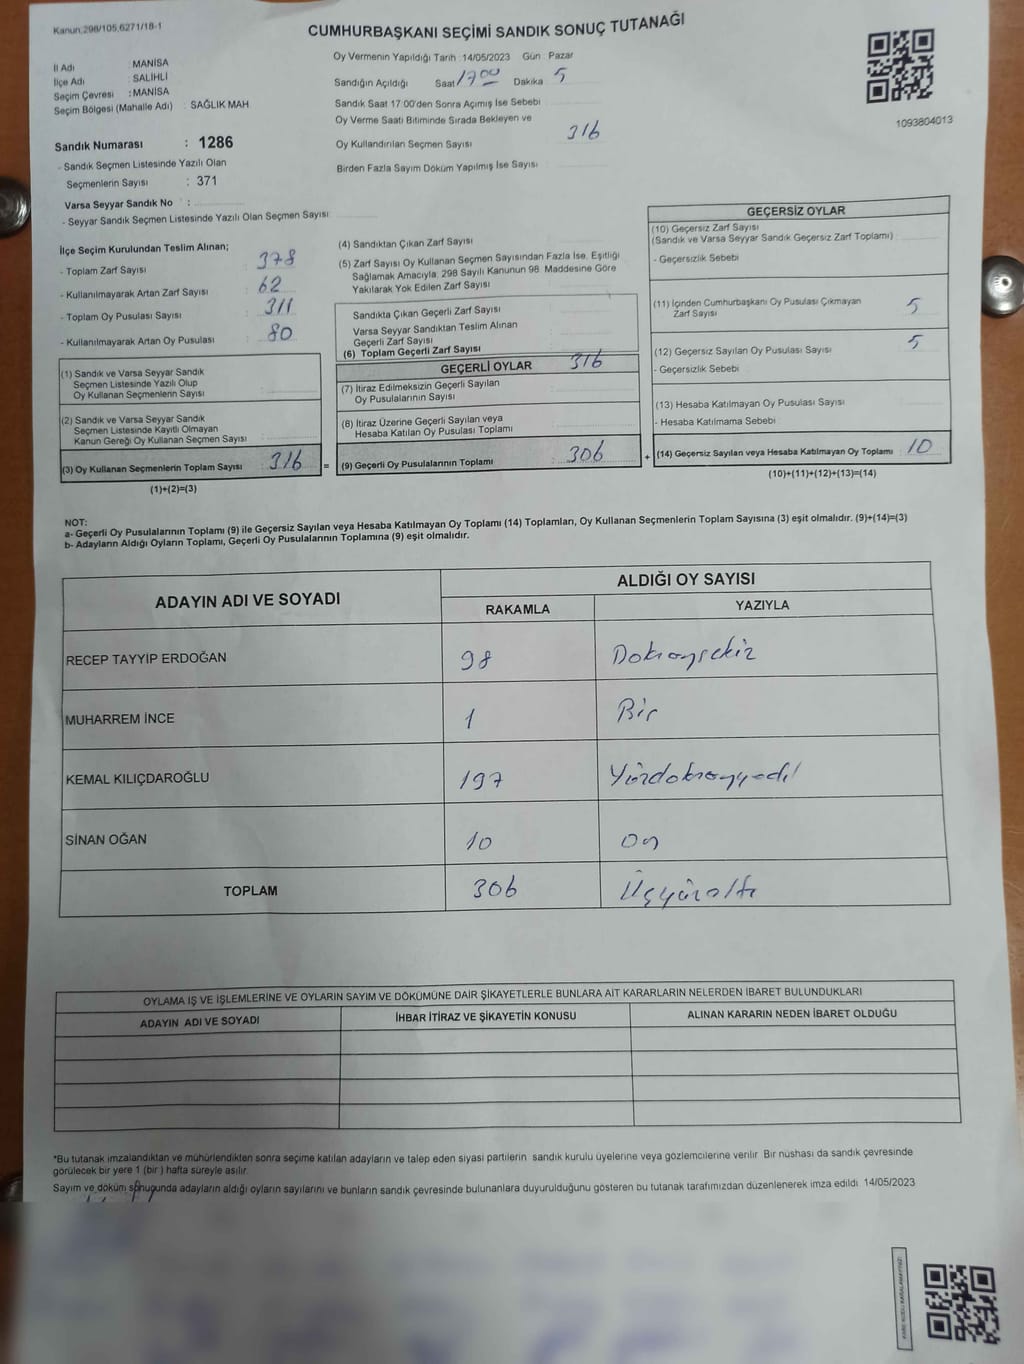 Kanun.298/105,6271/18-1
CUMHURBAŞKANI SEÇİMİ SANDIK SONUÇ TUTANAĞI
İl Adı : MANİSA
İlçe Adı : SALİHLİ
Seçim Çevresi : MANİSA
Seçim Bölgesi (Mahalle Adı) : SAĞLIK MAH.
Sandık Numarası : 1286
- Sandık Seçmen Listesinde Yazılı Olan
Seçmenlerin Sayısı : 371
Varsa Seyyar Sandık No :
- Seyyar Sandık Seçmen Listesinde Yazılı Olan Seçmen Sayısı
Oy Vermenin Yapıldığı Tarih : 14/05/2023 Gün : Pazar
Sandığın Açıldığı Saat 17 00 Dakika 5
Sandık Saat 17:00'den Sonra Açımış İse Sebebi
Oy Verme Saati Bitiminde Sırada Bekleyen ve
Oy Kullandırılan Seçmen Sayısı 316
Birden Fazla Sayım Döküm Yapılmış İse Sayısı
1093804013
İlçe Seçim Kurulundan Teslim Alınan;
- Toplam Zarf Sayısı : 378
- Kullanılmayarak Artan Zarf Sayısı : 62
- Toplam Oy Pusulası Sayısı : 311
- Kullanılmayarak Artan Oy Pusulası : 80
(1) Sandık ve Varsa Seyyar Sandık
Seçmen Listesinde Yazılı Olup
Oy Kullanan Seçmenlerin Sayısı
(2) Sandık ve Varsa Seyyar Sandık
Seçmen Listesinde Kayıtlı Olmayan
Kanun Gereği Oy Kullanan Seçmen Sayısı
(3) Oy Kullanan Seçmenlerin Toplam Sayısı : 316
(1)+(2)=(3)
(4) Sandıktan Çıkan Zarf Sayısı
(5) Zarf Sayısı Oy Kullanan Seçmen Sayısından Fazla İse, Eşitliği
Sağlamak Amacıyla, 298 Sayılı Kanunun 98. Maddesine Göre
Yakılarak Yok Edilen Zarf Sayısı
Sandıkta Çıkan Geçerli Zarf Sayısı
Varsa Seyyar Sandıktan Teslim Alınan
Geçerli Zarf Sayısı
(6) Toplam Geçerli Zarf Sayısı 316
GEÇERLİ OYLAR
(7) İtiraz Edilmeksizin Geçerli Sayılan
Oy Pusulalarının Sayısı
(8) İtiraz Üzerine Geçerli Sayılan veya
Hesaba Katılan Oy Pusulası Toplamı
= (9) Geçerli Oy Pusulalarının Toplamı 306
GEÇERSİZ OYLAR
(10) Geçersiz Zarf Sayısı
(Sandık ve Varsa Seyyar Sandık Geçersiz Zarf Toplamı) :
- Geçersizlik Sebebi
(11) İçinden Cumhurbaşkanı Oy Pusulası Çıkmayan
Zarf Sayısı 5
(12) Geçersiz Sayılan Oy Pusulası Sayısı 5
- Geçersizlik Sebebi
(13) Hesaba Katılmayan Oy Pusulası Sayısı
- Hesaba Katılmama Sebebi
+ (14) Geçersiz Sayılan veya Hesaba Katılmayan Oy Toplamı : 10
(10)+(11)+(12)+(13)=(14)
NOT:
a- Geçerli Oy Pusulalarının Toplamı (9) ile Geçersiz Sayılan veya Hesaba Katılmayan Oy Toplamı (14) Toplamları, Oy Kullanan Seçmenlerin Toplam Sayısına (3) eşit olmalıdır. (9)+(14)=(3)
b- Adayların Aldığı Oyların Toplamı, Geçerli Oy Pusulalarının Toplamına (9) eşit olmalıdır.
ADAYIN ADI VE SOYADI
ALDIĞI OY SAYISI
RAKAMLA YAZIYLA
RECEP TAYYİP ERDOĞAN 98 Doksansekiz
MUHARREM İNCE 1 Bir
KEMAL KILIÇDAROĞLU 197 Yüzdoksanyedi
SİNAN OĞAN 10 On
TOPLAM 306 Üçyüzaltı
OYLAMA İŞ VE İŞLEMLERİNE VE OYLARIN SAYIM VE DÖKÜMÜNE DAİR ŞİKAYETLERLE BUNLARA AİT KARARLARIN NELERDEN İBARET BULUNDUKLARI
ADAYIN ADI VE SOYADI İHBAR İTİRAZ VE ŞİKAYETİN KONUSU ALINAN KARARIN NEDEN İBARET OLDUĞU
*Bu tutanak imzalandıktan ve mühürlendikten sonra seçime katılan adayların ve talep eden siyasi partilerin sandık kurulu üyelerine veya gözlemcilerine verilir. Bir nüshası da sandık çevresinde
görülecek bir yere 1 (bir) hafta süreyle asılır.
Sayım ve döküm sonugunda adayların aldığı oyların sayılarını ve bunların sandık çevresinde bulunanlara duyurulduğunu gösteren bu tutanak tarafımızdan düzenlenerek imza edildi. 14/05/2023